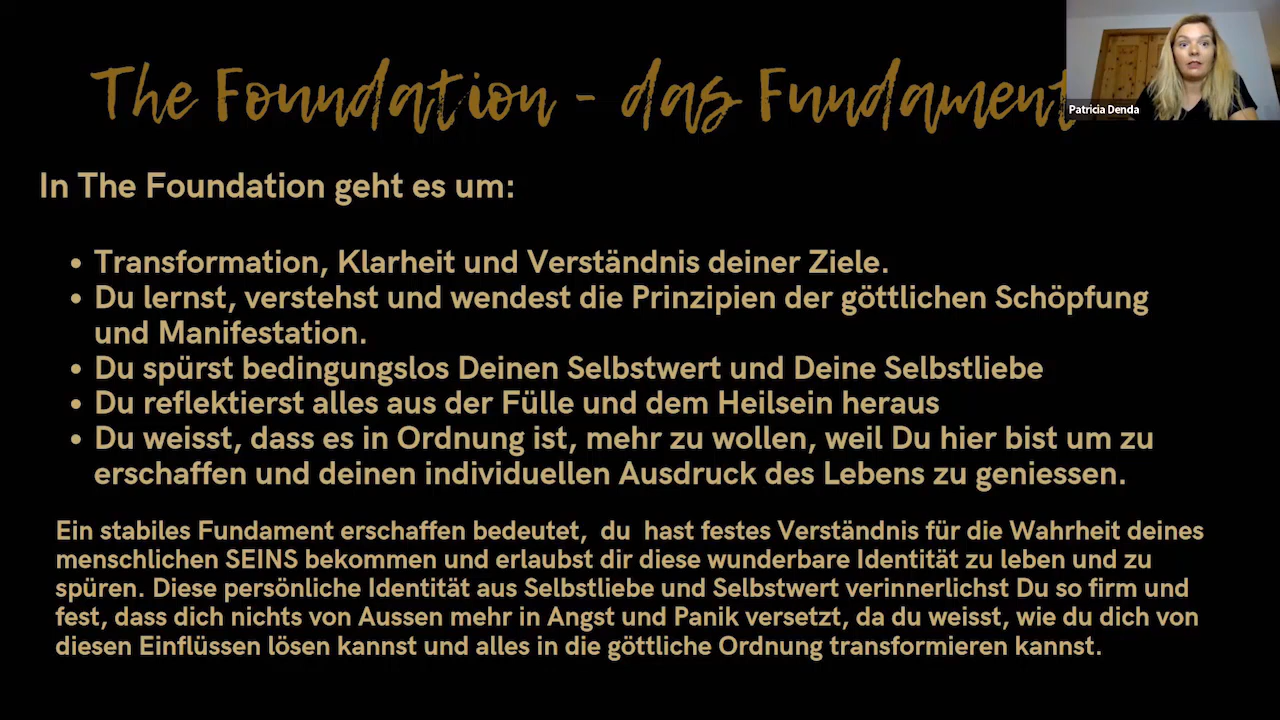 The Foundation - das Fundament
Patricia Denda
In The Foundation geht es um:
• Transformation, Klarheit und Verständnis deiner Ziele.
• Du lernst, verstehst und wendest die Prinzipien der göttlichen Schöpfung
und Manifestation.
• Du spürst bedingungslos Deinen Selbstwert und Deine Selbstliebe
• Du reflektierst alles aus der Fülle und dem Heilsein heraus
• Du weisst, dass es in Ordnung ist, mehr zu wollen, weil Du hier bist um zu
erschaffen und deinen individuellen Ausdruck des Lebens zu geniessen.
Ein stabiles Fundament erschaffen bedeutet, du hast festes Verständnis für die Wahrheit deines
menschlichen SEINS bekommen und erlaubst dir diese wunderbare Identität zu leben und zu
spüren. Diese persönliche Identität aus Selbstliebe und Selbstwert verinnerlichst Du so firm und
fest, dass dich nichts von Aussen mehr in Angst und Panik versetzt, da du weisst, wie du dich von
diesen Einflüssen lösen kannst und alles in die göttliche Ordnung transformieren kannst.